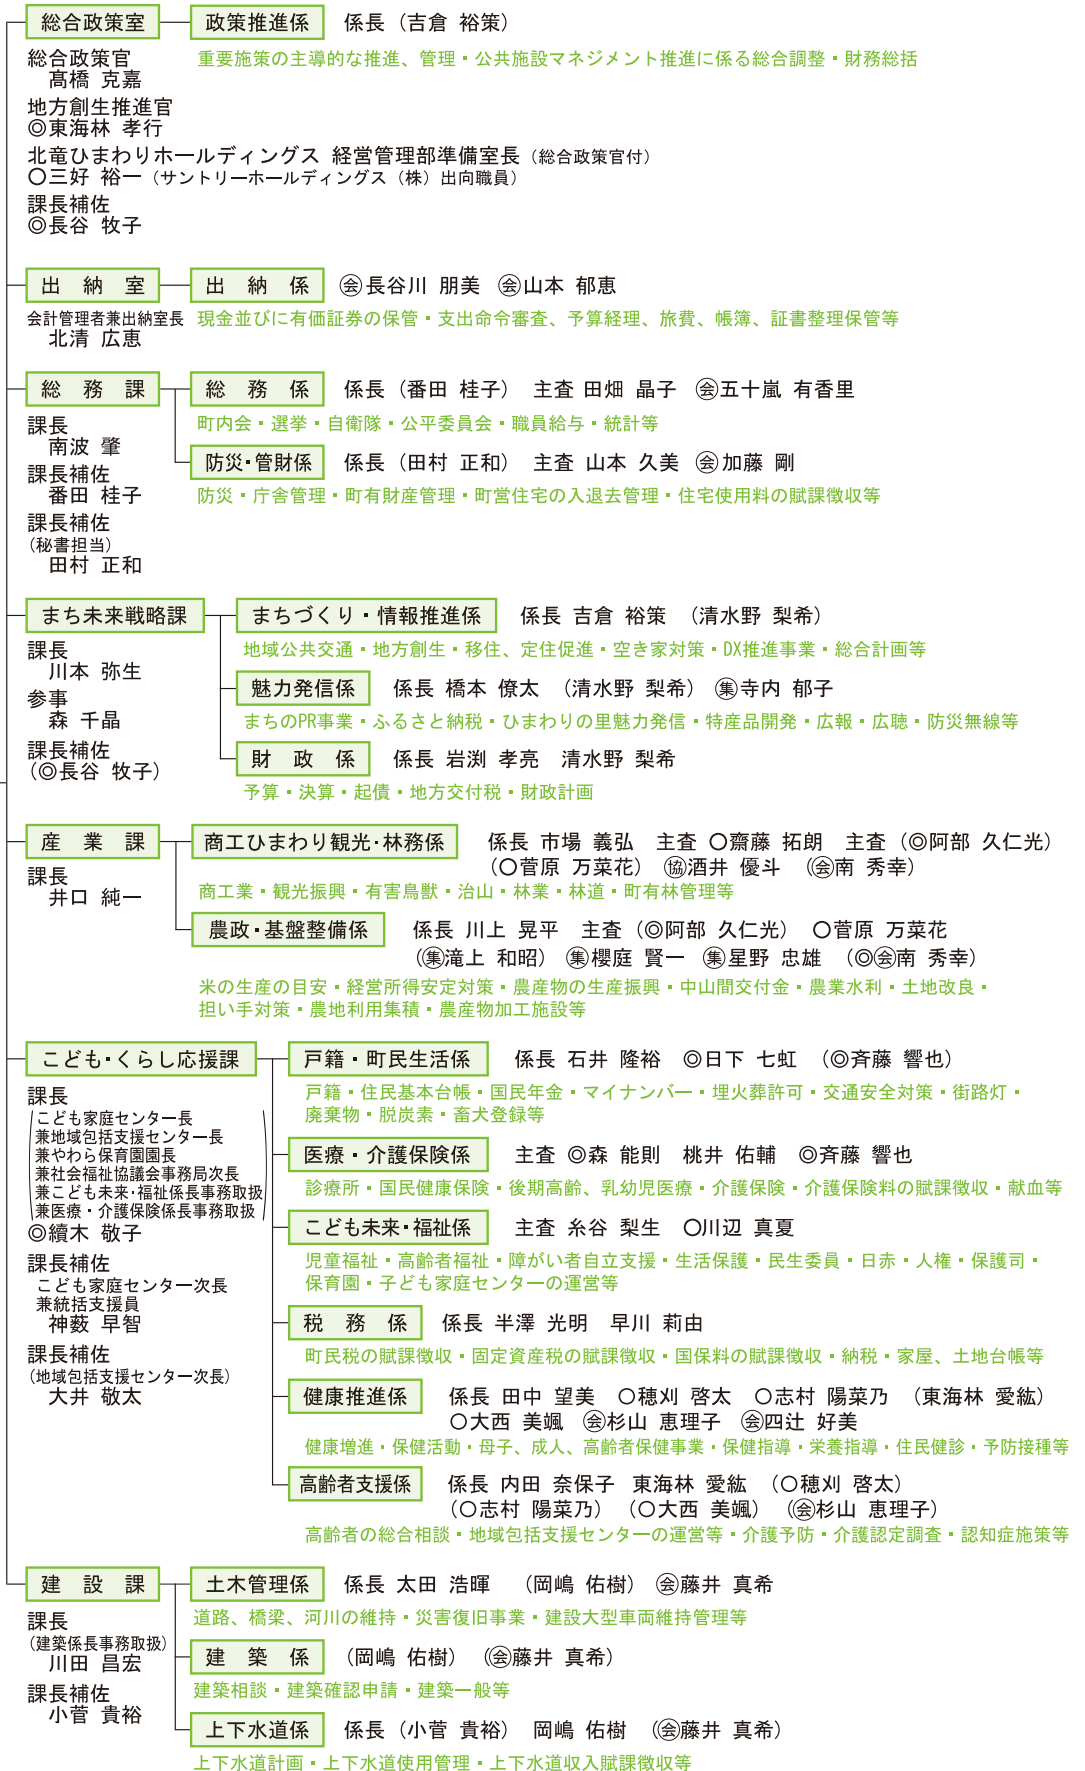 総合政策室 政策推進係 係長（吉倉 裕策）
総合政策官 重要施策の主導的な推進、管理・公共施設マネジメント推進に係る総合調整・財務総括
髙橋 克嘉
地方創生推進官
◎東海林 孝行
北竜ひまわりホールディングス 経営管理部準備室長（総合政策官付）
〇三好 裕一（サントリーホールディングス（株）出向職員）
課長補佐
◎長谷 牧子
出納室 出納係 ㊓長谷川 朋美 ㊓山本 郁恵
会計管理者兼出納室長 現金並びに有価証券の保管・支出命令審査、予算経理、旅費、帳簿、証書整理保管等
北清 広恵
総務課 総務係 係長（番田 桂子） 主査 田畑 晶子 ㊓五十嵐 有香里
課長 町内会・選挙・自衛隊・公平委員会・職員給与・統計等
南波 肇
防災・管財係 係長（田村 正和） 主査 山本 久美 ㊓加藤 剛
課長補佐
番田 桂子 防災・庁舎管理・町有財産管理・町営住宅の入退去管理・住宅使用料の賦課徴収等
課長補佐
（秘書担当）
田村 正和
まち未来戦略課 まちづくり・情報推進係 係長 吉倉 裕策 （清水野 梨希）
課長 地域公共交通・地方創生・移住、定住促進・空き家対策・DX推進事業・総合計画等
川本 弥生
魅力発信係 係長 橋本 僚太 （清水野 梨希） 集寺内 郁子
参事
森 千晶 まちのPR事業・ふるさと納税・ひまわりの里魅力発信・特産品開発・広報・広聴・防災無線等
課長補佐 財政係 係長 岩渕 孝亮 清水野 梨希
（◎長谷 牧子）
予算・決算・起債・地方交付税・財政計画
産業課 商工ひまわり観光・林務係 係長 市場 義弘 主査 〇齋藤 拓朗 主査（◎阿部 久仁光）
課長 （〇菅原 万菜花） ㊯酒井 優斗 （㊓南 秀幸）
井口 純一 商工業・観光振興・有害鳥獣・治山・林業・林道・町有林管理等
農政・基盤整備係 係長 川上 晃平 主査（◎阿部 久仁光） 〇菅原 万菜花
（集滝上 和昭） 集櫻庭 賢一 集星野 忠雄 （◎㊓南 秀幸）
米の生産の目安・経営所得安定対策・農産物の生産振興・中山間交付金・農業水利・土地改良・
担い手対策・農地利用集積・農産物加工施設等
こども・くらし応援課 戸籍・町民生活係 係長 石井 隆裕 ◎日下 七虹 （◎斉藤 響也）
課長 戸籍・住民基本台帳・国民年金・マイナンバー・埋火葬許可・交通安全対策・街路灯・
廃棄物・脱炭素・畜犬登録等
（こども家庭センター長
兼地域包括支援センター長
兼やわら保育園園長
兼社会福祉協議会事務局次長
兼こども未来・福祉係長事務取扱
兼医療・介護保険係長事務取扱）
◎續木 敬子
医療・介護保険係 主査 ◎森 能則 桃井 佑輔 ◎斉藤 響也
診療所・国民健康保険・後期高齢、乳幼児医療・介護保険・介護保険料の賦課徴収・献血等
こども未来・福祉係 主査 糸谷 梨生 〇川辺 真夏
児童福祉・高齢者福祉・障がい者自立支援・生活保護・民生委員・日赤・人権・保護司・
保育園・子ども家庭センターの運営等
課長補佐
こども家庭センター次長
兼統括支援員
神薮 早智
税務係 係長 半澤 光明 早川 莉由
町民税の賦課徴収・固定資産税の賦課徴収・国保料の賦課徴収・納税・家屋、土地台帳等
課長補佐
（地域包括支援センター次長）
大井 敬太
健康推進係 係長 田中 望美 〇穂刈 啓太 〇志村 陽菜乃 （東海林 愛紘）
〇大西 美颯 ㊓杉山 恵理子 ㊓四辻 好美
健康増進・保健活動・母子、成人、高齢者保健事業・保健指導・栄養指導・住民健診・予防接種等
高齢者支援係 係長 内田 奈保子 東海林 愛紘 （〇穂刈 啓太）
（〇志村 陽菜乃） （〇大西 美颯） （㊓杉山 恵理子）
高齢者の総合相談・地域包括支援センターの運営等・介護予防・介護認定調査・認知症施策等
建設課 土木管理係 係長 太田 浩暉 （岡嶋 佑樹） ㊓藤井 真希
課長 道路、橋梁、河川の維持・災害復旧事業・建設大型車両維持管理等
（建築係長事務取扱）
川田 昌宏
建築係 （岡嶋 佑樹） （㊓藤井 真希）
課長補佐 建築相談・建築確認申請・建築一般等
小菅 貴裕
上下水道係 係長（小菅 貴裕） 岡嶋 佑樹 （㊓藤井 真希）
上下水道計画・上下水道使用管理・上下水道収入賦課徴収等